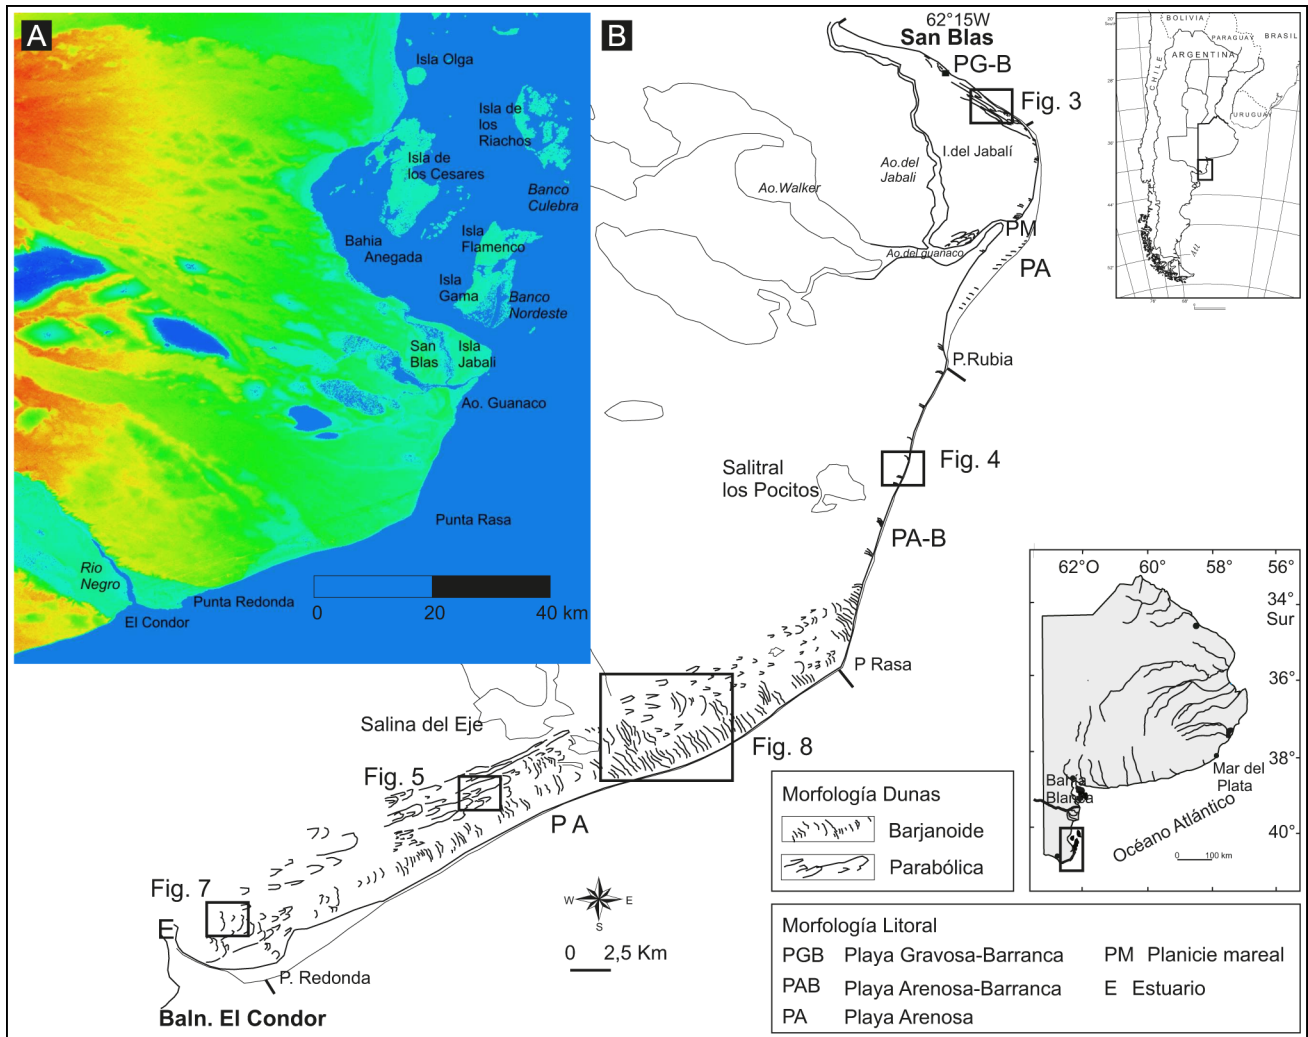 A
Isla Olga
Isla de
los
Riachos
Isla de
los Cesares
Banco
Culebra
Bahia
Anegada
Isla
Flamenco
Isla
Gama
Banco
Nordeste
San
Blas
Isla
Jabali
Ao. Guanaco
Punta Rasa
Rio
Negro
Punta Redonda
El Condor
0 20 40 km
B
62°15W
San Blas
PG-B
Fig. 3
I.del Jabalí
Ao.del
Jabali
Ao.Walker
PM
Ao.del guanaco
PA
P.Rubia
Fig. 4
Salitral
los Pocitos
PA-B
P Rasa
Salina del Eje
Fig. 8
Fig. 5
P A
Fig. 7
E
P. Redonda
Baln. El Condor
W E
S
0 2,5 Km
BOLIVIA
PARAGUAY
BRASIL
ARGENTINA
CHILE
URUGUAY
62°O 60° 58° 56°
34°
Sur
36°
38°
40°
Mar del
Plata
Bahía
Blanca
Océano Atlántico
0 100 km
Morfología Dunas
Barjanoide
Parabólica
Morfología Litoral
PGB Playa Gravosa-Barranca
PM Planicie mareal
PAB Playa Arenosa-Barranca
E Estuario
PA Playa Arenosa